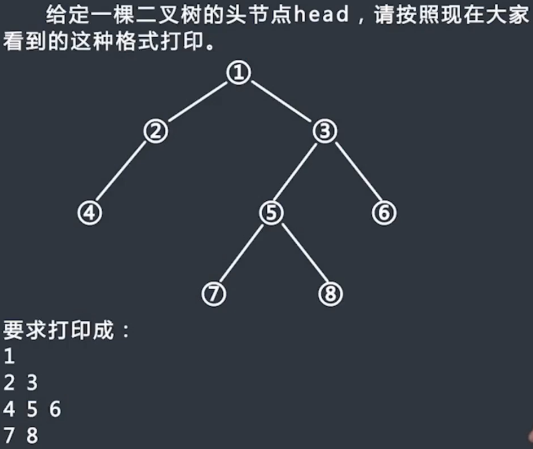 给定一棵二叉树的头节点head，请按照现在大家
看到的这种格式打印。
①
② ③
④ ⑤ ⑥
⑦ ⑧
要求打印成：
1
2 3
4 5 6
7 8